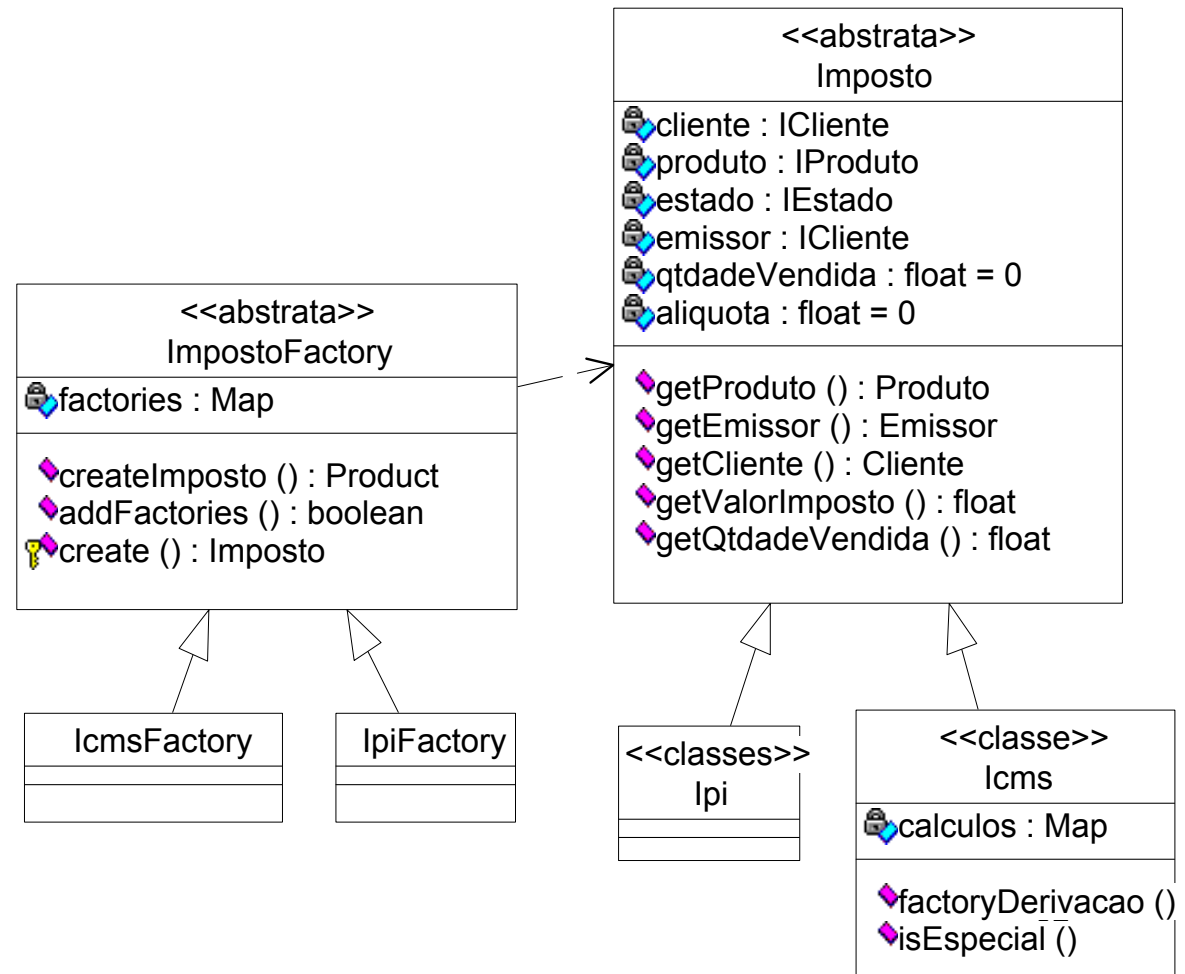 <<abstrata>>
Imposto
cliente : ICliente
produto : IProduto
estado : IEstado
emissor : ICliente
qtdadeVendida : float = 0
aliquota : float = 0
getProduto () : Produto
getEmissor () : Emissor
getCliente () : Cliente
getValorImposto () : float
getQtdadeVendida () : float
<<abstrata>>
ImpostoFactory
factories : Map
createImposto () : Product
addFactories () : boolean
create () : Imposto
IcmsFactory
IpiFactory
<<classes>>
Ipi
<<classe>>
Icms
calculos : Map
factoryDerivacao ()
isEspecial ()